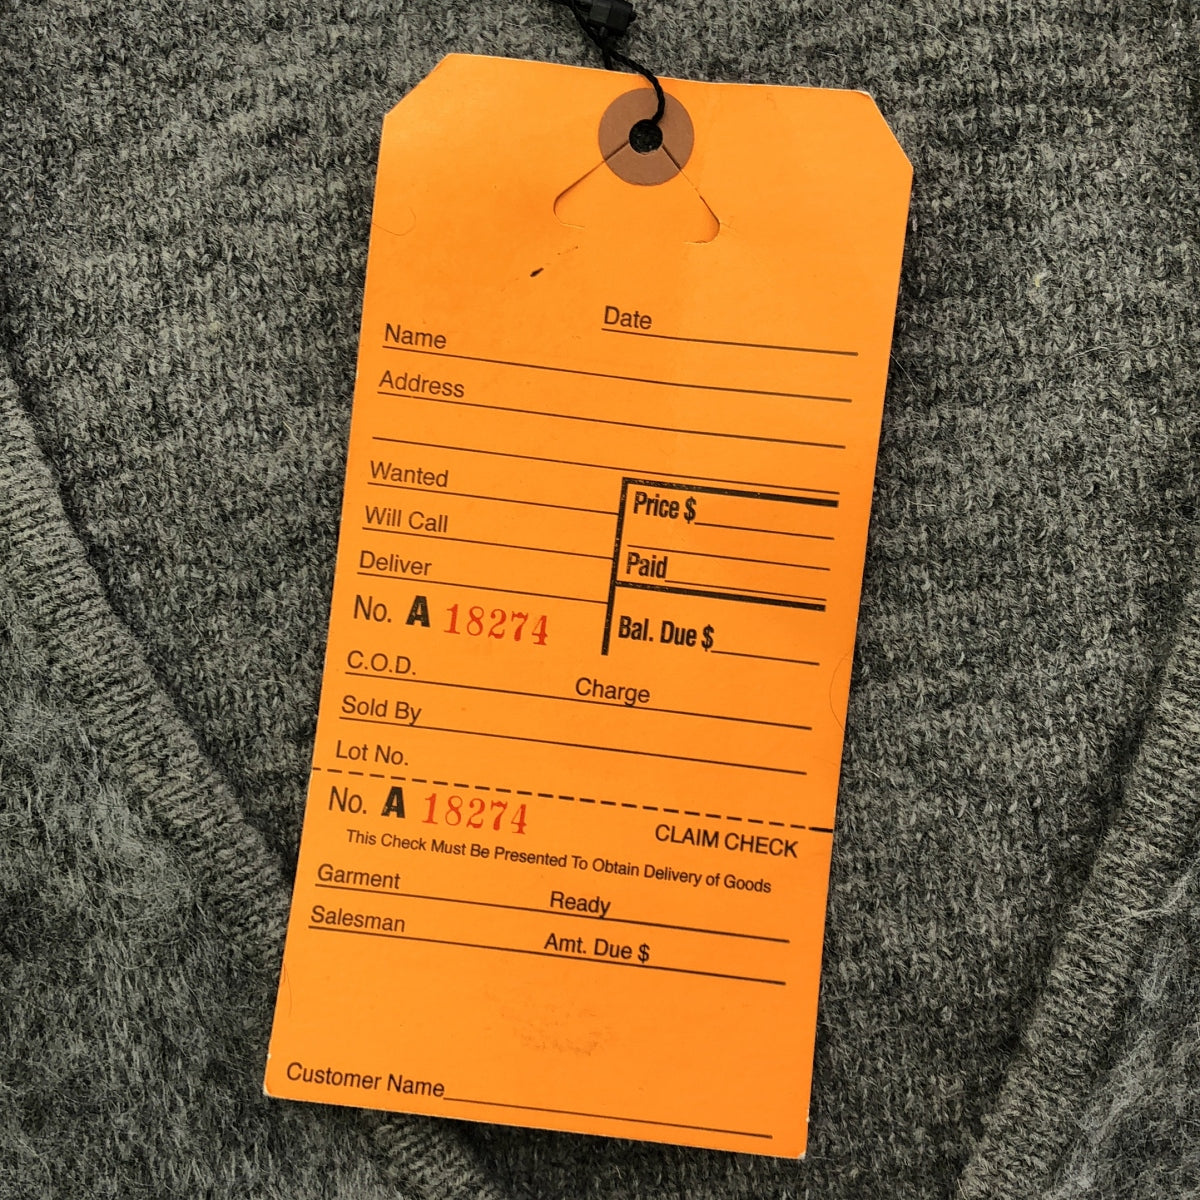 Date
Name
Address
Wanted
Price $
Will Call
Paid
Deliver
No. A 18274
Bal. Due $
C.O.D. Charge
Sold By
Lot No.
No. A 18274
CLAIM CHECK
This Check Must Be Presented To Obtain Delivery of Goods
Garment Ready
Salesman Amt. Due $
Customer Name